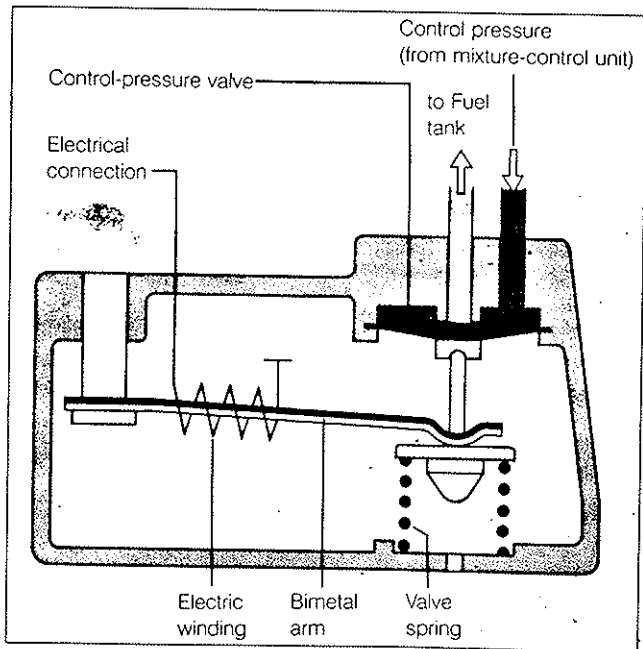 Control pressure
(from mixture-control unit)
Control-pressure valve
to Fuel
tank
Electrical
connection
Electric
winding
Bimetal
arm
Valve
spring